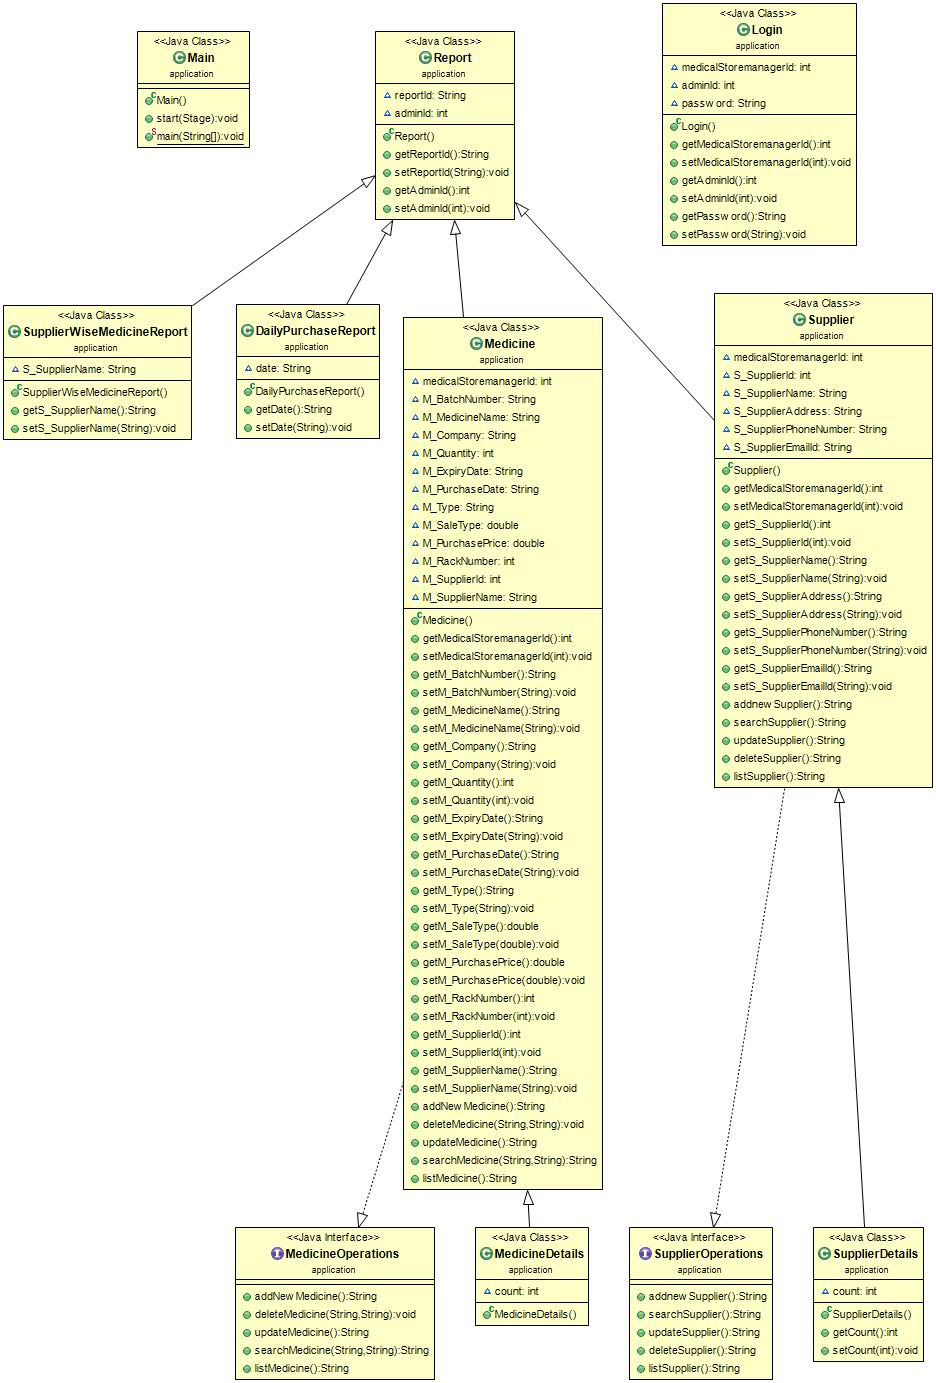 <<Java Class>>
Main
application
Main()
start(Stage):void
main(String[]):void
<<Java Class>>
Report
application
reportId: String
adminId: int
Report()
getReportId():String
setReportId(String):void
getAdminId():int
setAdminId(int):void
<<Java Class>>
Login
application
medicalStoremanagerId: int
adminId: int
passw ord: String
Login()
getMedicalStoremanagerId():int
setMedicalStoremanagerId(int):void
getAdminId():int
setAdminId(int):void
getPassw ord():String
setPassw ord(String):void
<<Java Class>>
SupplierWiseMedicineReport
application
S_SupplierName: String
SupplierWiseMedicineReport()
getS_SupplierName():String
setS_SupplierName(String):void
<<Java Class>>
DailyPurchaseReport
application
date: String
DailyPurchaseReport()
getDate():String
setDate(String):void
<<Java Class>>
Medicine
application
medicalStoremanagerId: int
M_BatchNumber: String
M_MedicineName: String
M_Company: String
M_Quantity: int
M_ExpiryDate: String
M_PurchaseDate: String
M_Type: String
M_SaleType: double
M_PurchasePrice: double
M_RackNumber: int
M_SupplierId: int
M_SupplierName: String
Medicine()
getMedicalStoremanagerId():int
setMedicalStoremanagerId(int):void
getM_BatchNumber():String
setM_BatchNumber(String):void
getM_MedicineName():String
setM_MedicineName(String):void
getM_Company():String
setM_Company(String):void
getM_Quantity():int
setM_Quantity(int):void
getM_ExpiryDate():String
setM_ExpiryDate(String):void
getM_PurchaseDate():String
setM_PurchaseDate(String):void
getM_Type():String
setM_Type(String):void
getM_SaleType():double
setM_SaleType(double):void
getM_PurchasePrice():double
setM_PurchasePrice(double):void
getM_RackNumber():int
setM_RackNumber(int):void
getM_SupplierId():int
setM_SupplierId(int):void
getM_SupplierName():String
setM_SupplierName(String):void
addNew Medicine():String
deleteMedicine(String,String):void
updateMedicine():String
searchMedicine(String,String):String
listMedicine():String
<<Java Class>>
Supplier
application
medicalStoremanagerId: int
S_SupplierId: int
S_SupplierName: String
S_SupplierAddress: String
S_SupplierPhoneNumber: String
S_SupplierEmailId: String
Supplier()
getMedicalStoremanagerId():int
setMedicalStoremanagerId(int):void
getS_SupplierId():int
setS_SupplierId(int):void
getS_SupplierName():String
setS_SupplierName(String):void
getS_SupplierAddress():String
setS_SupplierAddress(String):void
getS_SupplierPhoneNumber():String
setS_SupplierPhoneNumber(String):void
getS_SupplierEmailId():String
setS_SupplierEmailId(String):void
addnew Supplier():String
searchSupplier():String
updateSupplier():String
deleteSupplier():String
listSupplier():String
<<Java Interface>>
MedicineOperations
application
addNew Medicine():String
deleteMedicine(String,String):void
updateMedicine():String
searchMedicine(String,String):String
listMedicine():String
<<Java Class>>
MedicineDetails
application
count: int
MedicineDetails()
<<Java Interface>>
SupplierOperations
application
addnew Supplier():String
searchSupplier():String
updateSupplier():String
deleteSupplier():String
listSupplier():String
<<Java Class>>
SupplierDetails
application
count: int
SupplierDetails()
getCount():int
setCount(int):void